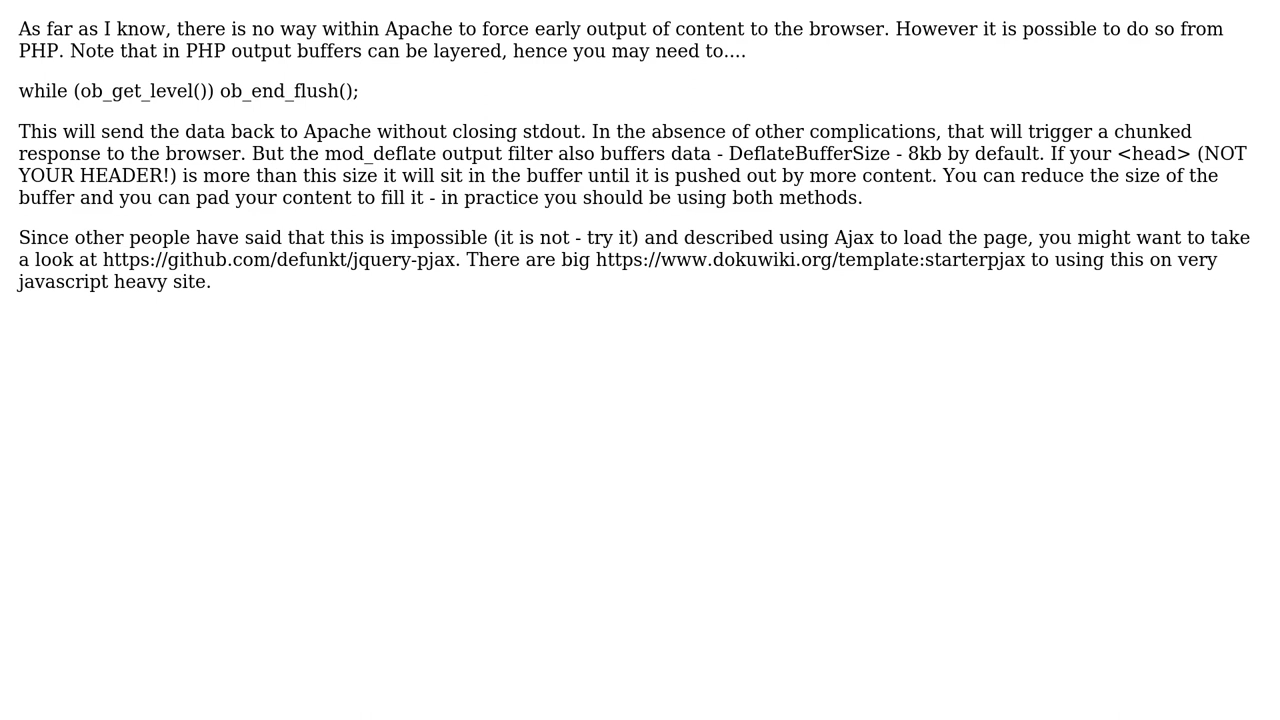 As far as I know, there is no way within Apache to force early output of content to the browser. However it is possible to do so from
PHP. Note that in PHP output buffers can be layered, hence you may need to....
while (ob_get_level()) ob_end_flush();
This will send the data back to Apache without closing stdout. In the absence of other complications, that will trigger a chunked
response to the browser. But the mod_deflate output filter also buffers data - DeflateBufferSize - 8kb by default. If your <head> (NOT
YOUR HEADER!) is more than this size it will sit in the buffer until it is pushed out by more content. You can reduce the size of the
buffer and you can pad your content to fill it - in practice you should be using both methods.
Since other people have said that this is impossible (it is not - try it) and described using Ajax to load the page, you might want to take
a look at https://github.com/defunkt/jquery-pjax. There are big https://www.dokuwiki.org/template:starterpjax to using this on very
javascript heavy site.